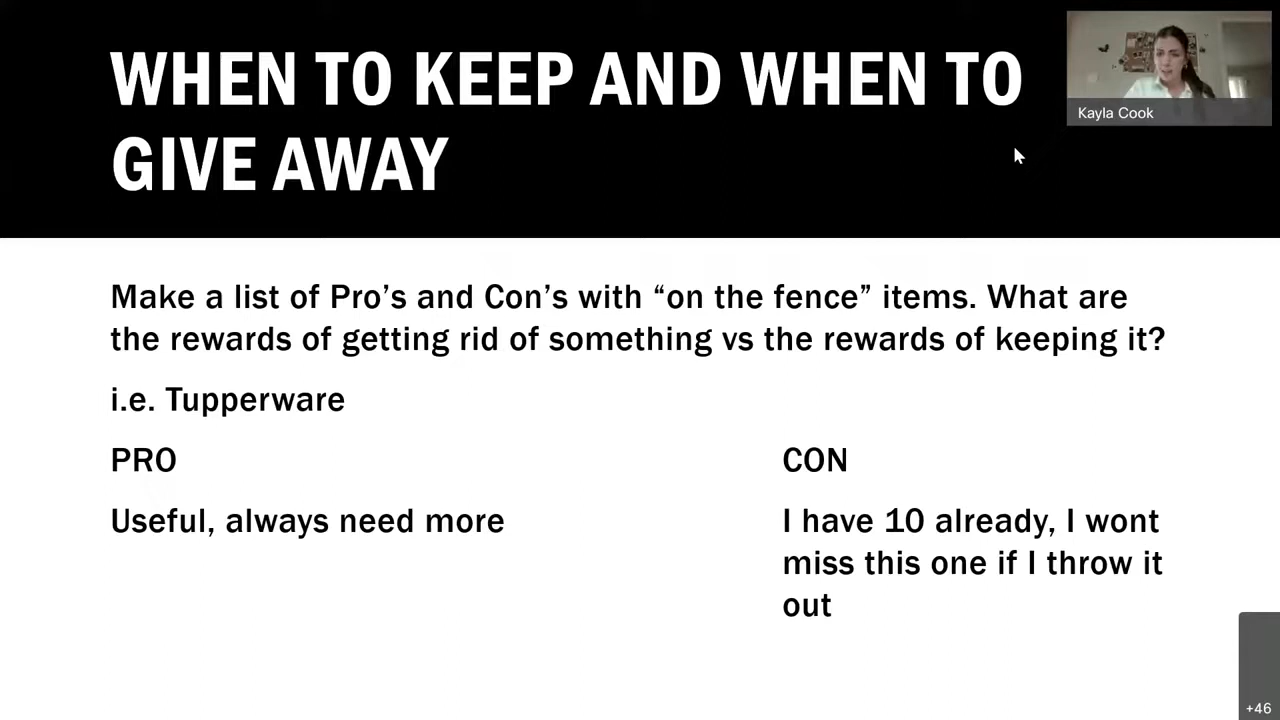 WHEN TO KEEP AND WHEN TO
GIVE AWAY
Kayla Cook
Make a list of Pro’s and Con’s with “on the fence” items. What are
the rewards of getting rid of something vs the rewards of keeping it?
i.e. Tupperware
PRO
CON
Useful, always need more
I have 10 already, I wont
miss this one if I throw it
out
+46